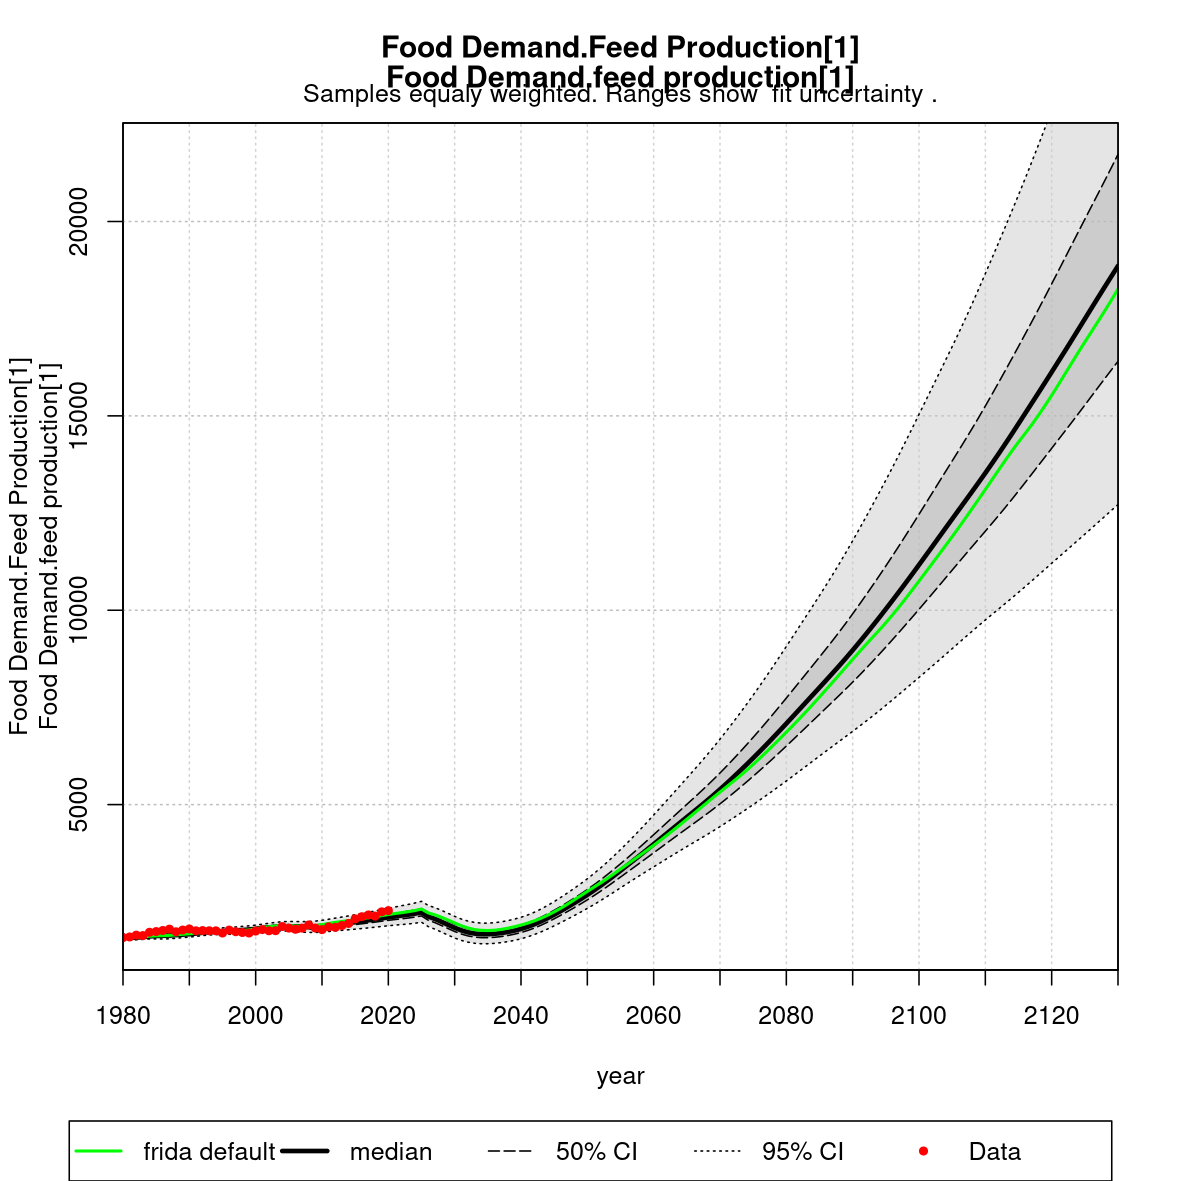 Food Demand.Feed Production[1]
Food Demand.feed production[1]
Samples equaly weighted. Ranges show  fit uncertainty .
Food Demand.Feed Production[1]
Food Demand.feed production[1]
20000
15000
10000
5000
1980 2000 2020 2040 2060 2080 2100 2120
year
frida default median 50% CI 95% CI Data